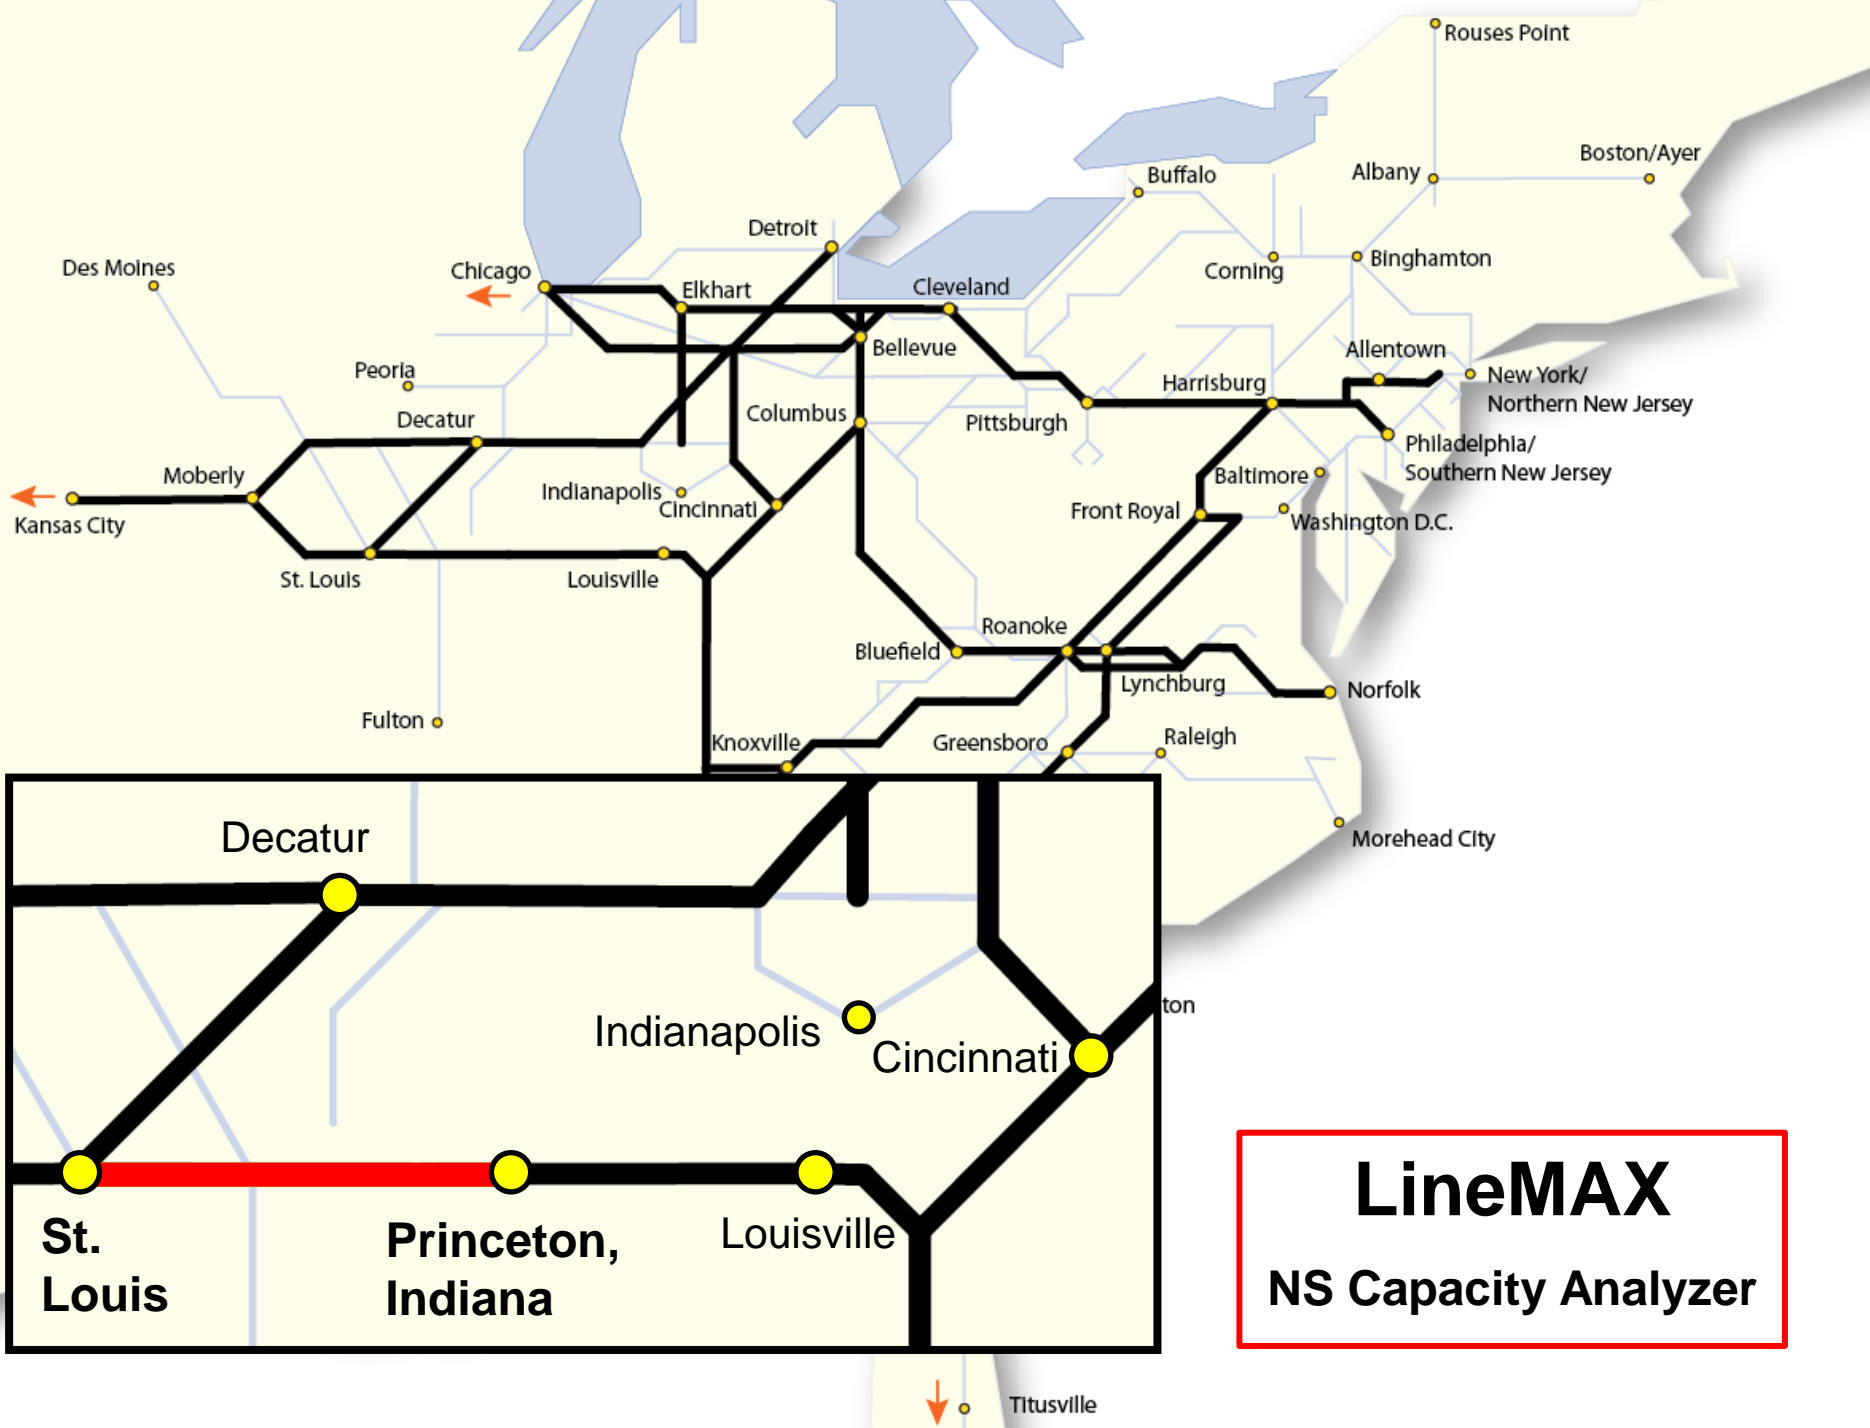 Rouses Point
Boston/Ayer
Albany
Buffalo
Detroit
Binghamton
Corning
Des Moines
Chicago
Elkhart
Cleveland
Bellevue
Allentown
Peoria
New York/
Northern New Jersey
Harrisburg
Columbus
Pittsburgh
Decatur
Philadelphia/
Southern New Jersey
Moberly
Baltimore
Indianapolis
Cincinnati
Front Royal
Washington D.C.
Kansas City
St. Louis
Louisville
Roanoke
Bluefield
Lynchburg
Norfolk
Fulton
Knoxville
Greensboro
Raleigh
Morehead City
Decatur
ton
Indianapolis
Cincinnati
St.
Louis
Princeton,
Indiana
Louisville
LineMAX
NS Capacity Analyzer
Titusville